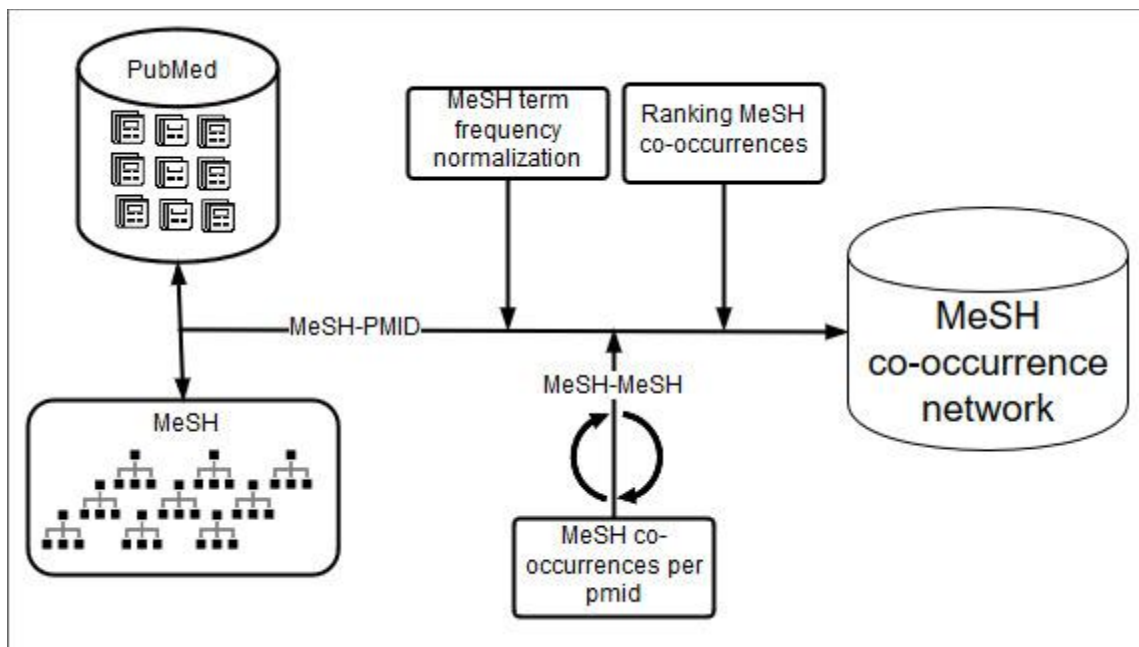 PubMed
MeSH term
frequency
normalization
Ranking MeSH
co-occurrences
MeSH-PMID
MeSH
co-occurrence
network
MeSH-MeSH
MeSH
MeSH co-
occurrences per
pmid